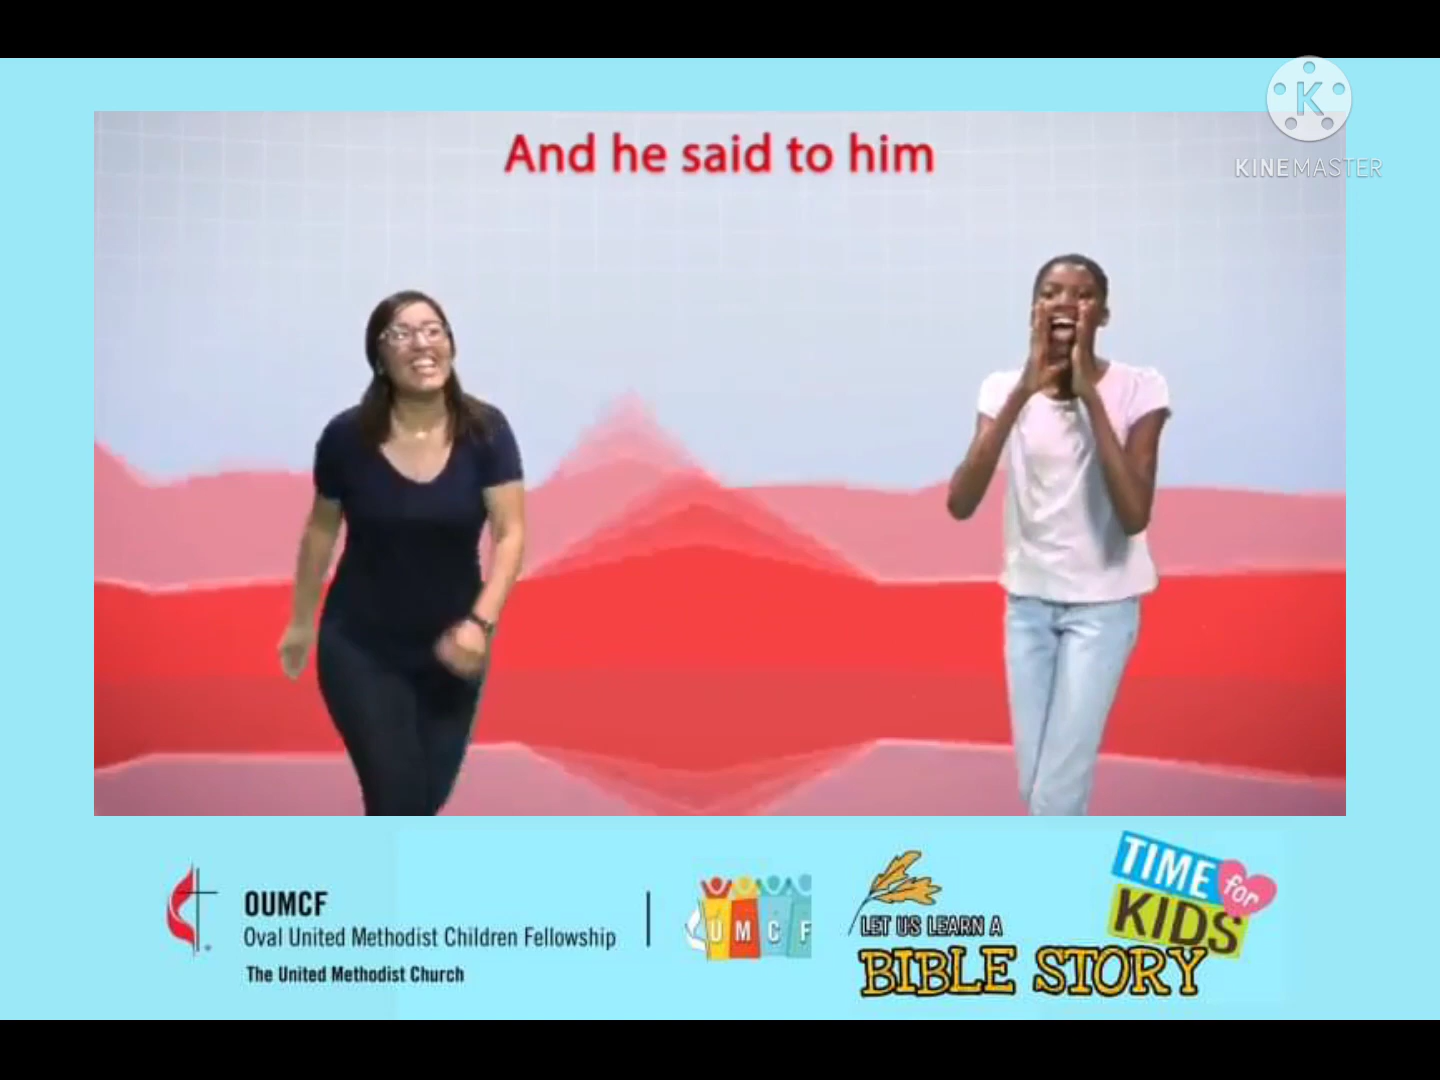 And he said to him
K
KINEMASTER
OUMCF
Oval United Methodist Children Fellowship
The United Methodist Church
UMCF
LET US LEARN A
BIBLE STORY
TIME for
KIDS